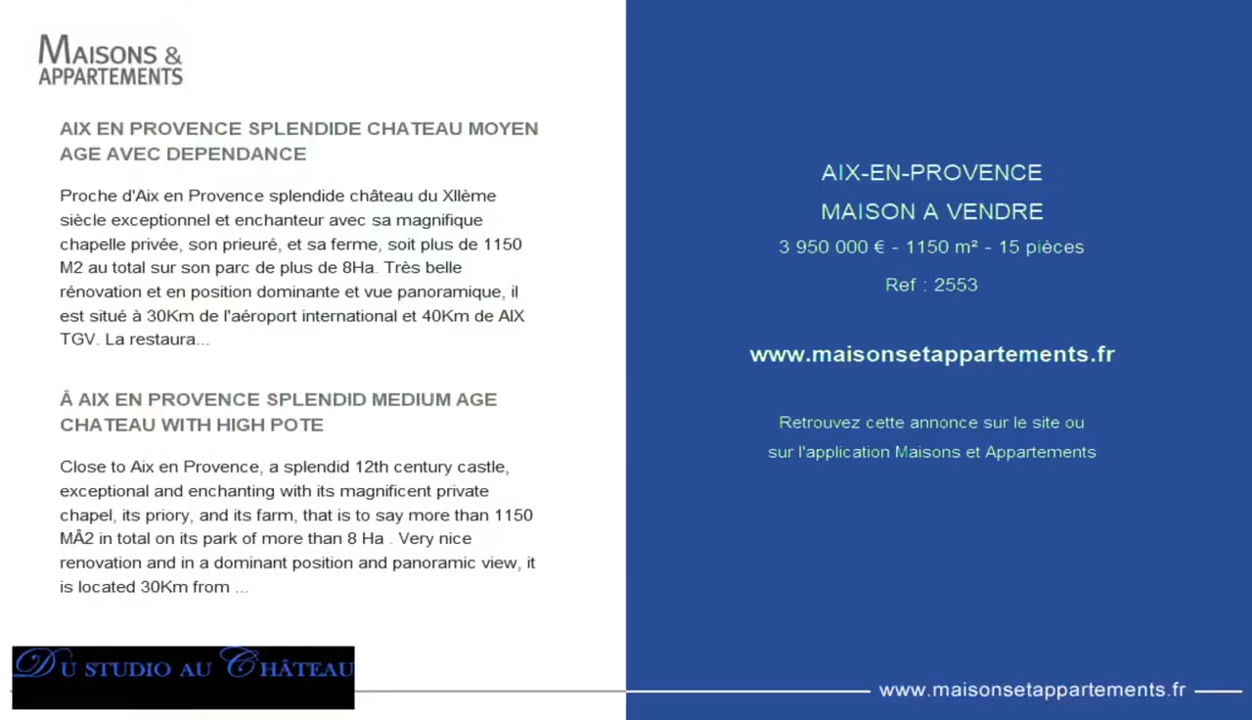 MAISONS &
APPARTEMENTS
AIX EN PROVENCE SPLENDIDE CHATEAU MOYEN
AGE AVEC DEPENDANCE
Proche d'Aix en Provence splendide château du XIIème
siècle exceptionnel et enchanteur avec sa magnifique
chapelle privée, son prieuré, et sa ferme, soit plus de 1150
M2 au total sur son parc de plus de 8Ha. Très belle
rénovation et en position dominante et vue panoramique, il
est situé à 30Km de l'aéroport international et 40Km de AIX
TGV. La restaura...
Â AIX EN PROVENCE SPLENDID MEDIUM AGE
CHATEAU WITH HIGH POTE
Close to Aix en Provence, a splendid 12th century castle,
exceptional and enchanting with its magnificent private
chapel, its priory, and its farm, that is to say more than 1150
MÂ2 in total on its park of more than 8 Ha . Very nice
renovation and in a dominant position and panoramic view, it
is located 30Km from ...
DU STUDIO AU CHÂTEAU
AIX-EN-PROVENCE
MAISON A VENDRE
3 950 000 € - 1150 m² - 15 pièces
Ref : 2553
www.maisonsetappartements.fr
Retrouvez cette annonce sur le site ou
sur l'application Maisons et Appartements
www.maisonsetappartements.fr